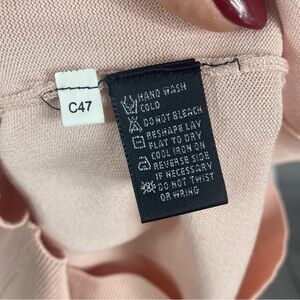 C47
HAND WASH
COLD
DO NOT BLEACH
RESHAPE LAY
FLAT TO DRY
COOL IRON ON
REVERSE SIDE
IF NECESSARY
DO NOT TWIST
OR WRING